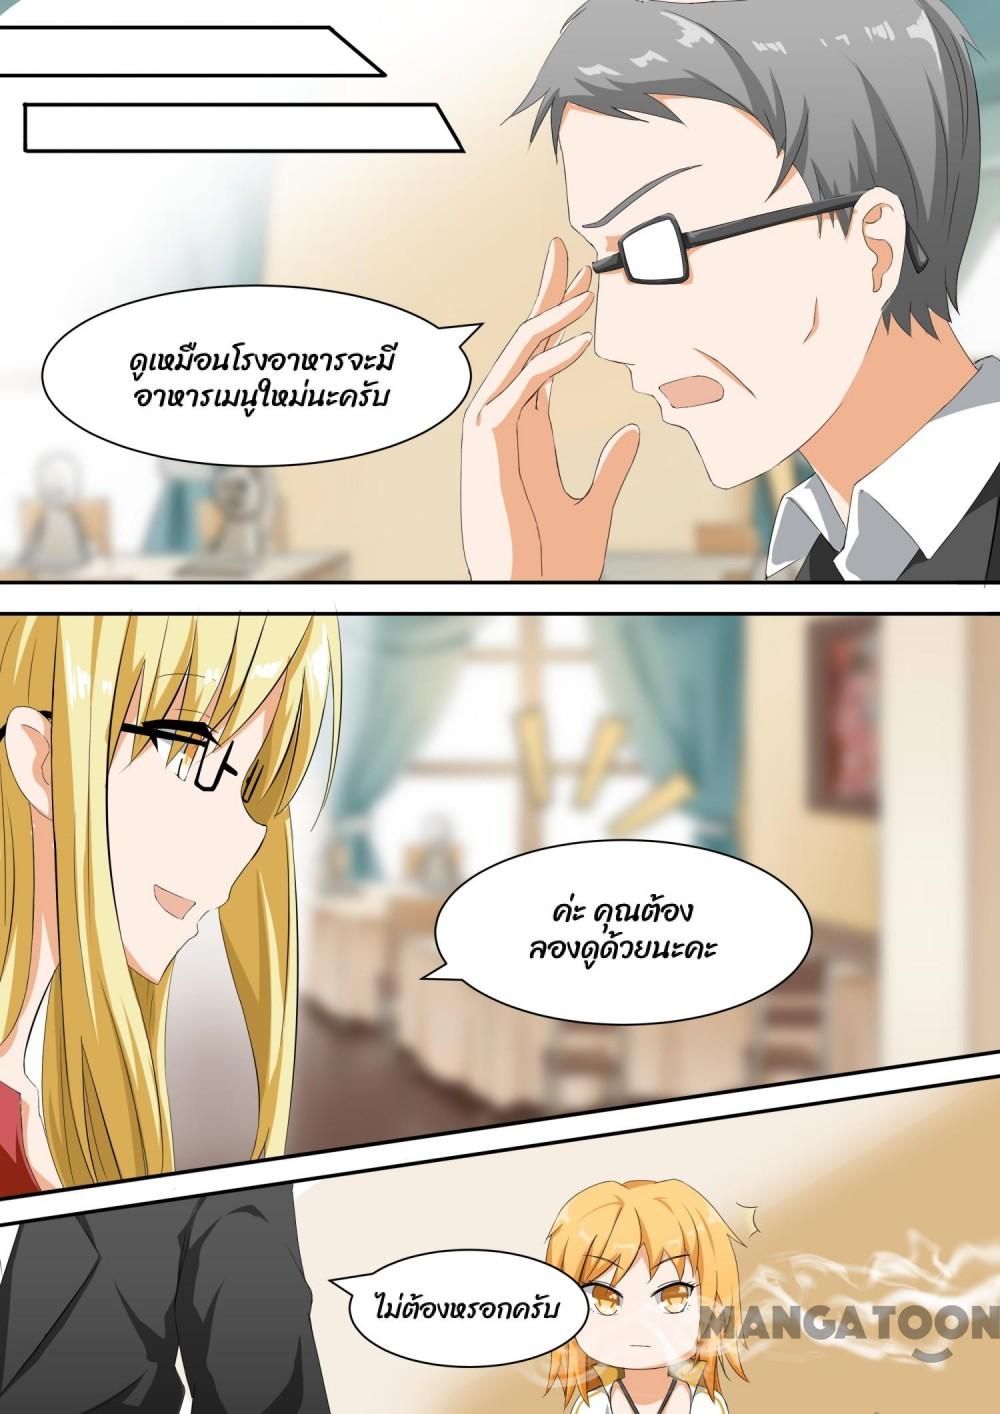 ดูเหมือนโรงอาหารจะมี
อาหารเมนูใหม่นะครับ
ค่ะ คุณต้อง
ลองดูด้วยนะคะ
ไม่ต้องหรอกครับ
MANGATOON